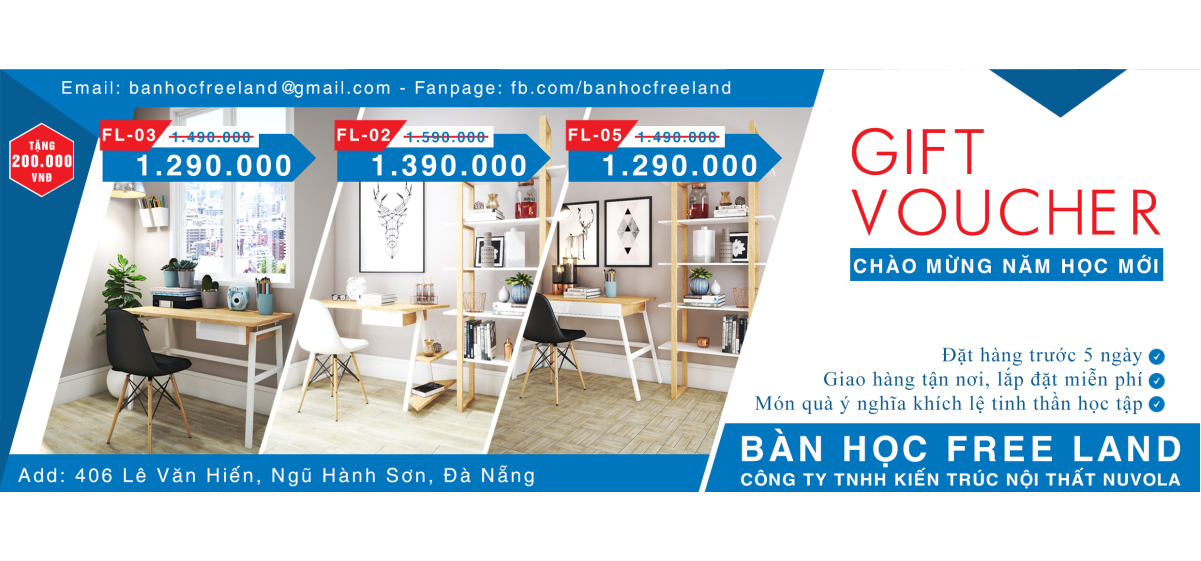 Email: banhocfreeland@gmail.com - Fanpage: fb.com/banhocfreeland
TẶNG
200.000
VNĐ
FL-03 1.490.000
1.290.000
FL-02 1.590.000
1.390.000
FL-05 1.490.000
1.290.000
GIFT
VOUCHER
CHÀO MỪNG NĂM HỌC MỚI
Đặt hàng trước 5 ngày
Giao hàng tận nơi, lắp đặt miễn phí
Món quà ý nghĩa khích lệ tinh thần học tập
BÀN HỌC FREE LAND
CÔNG TY TNHH KIẾN TRÚC NỘI THẤT NUVOLA
Add: 406 Lê Văn Hiến, Ngũ Hành Sơn, Đà Nẵng